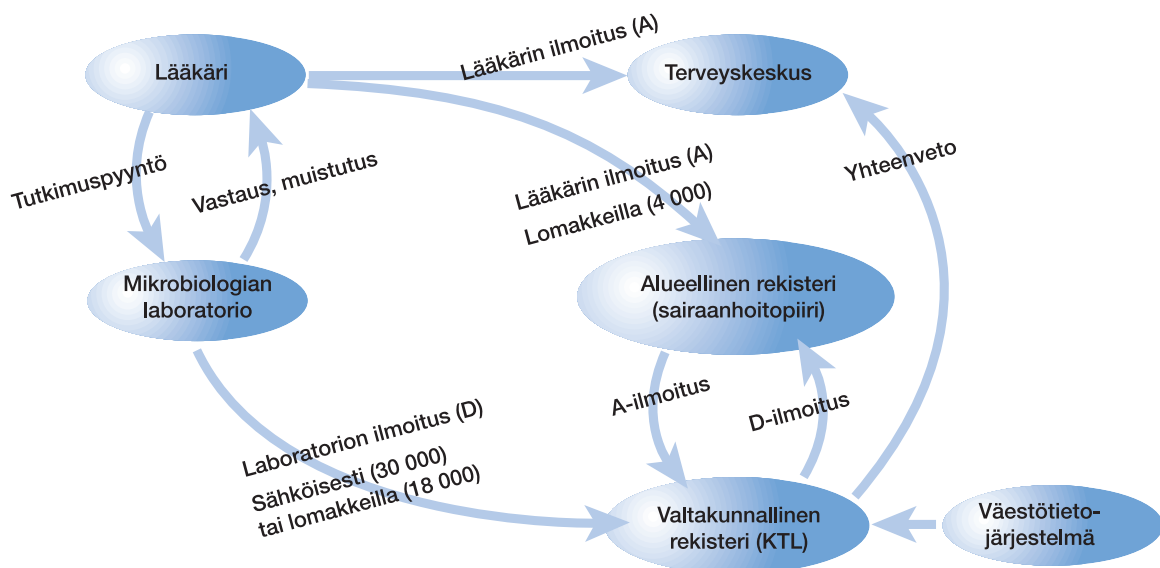 Lääkäri
Lääkärin ilmoitus (A)
Terveyskeskus
Tutkimuspyyntö
Vastaus, muistutus
Lääkärin ilmoitus (A)
Lomakkeilla (4 000)
Yhteenveto
Mikrobiologian
laboratorio
Alueellinen rekisteri
(sairaanhoitopiiri)
A-ilmoitus
D-ilmoitus
Laboratorion ilmoitus (D)
Sähköisesti (30 000)
tai lomakkeilla (18 000)
Valtakunnallinen
rekisteri (KTL)
Väestötieto-
järjestelmä